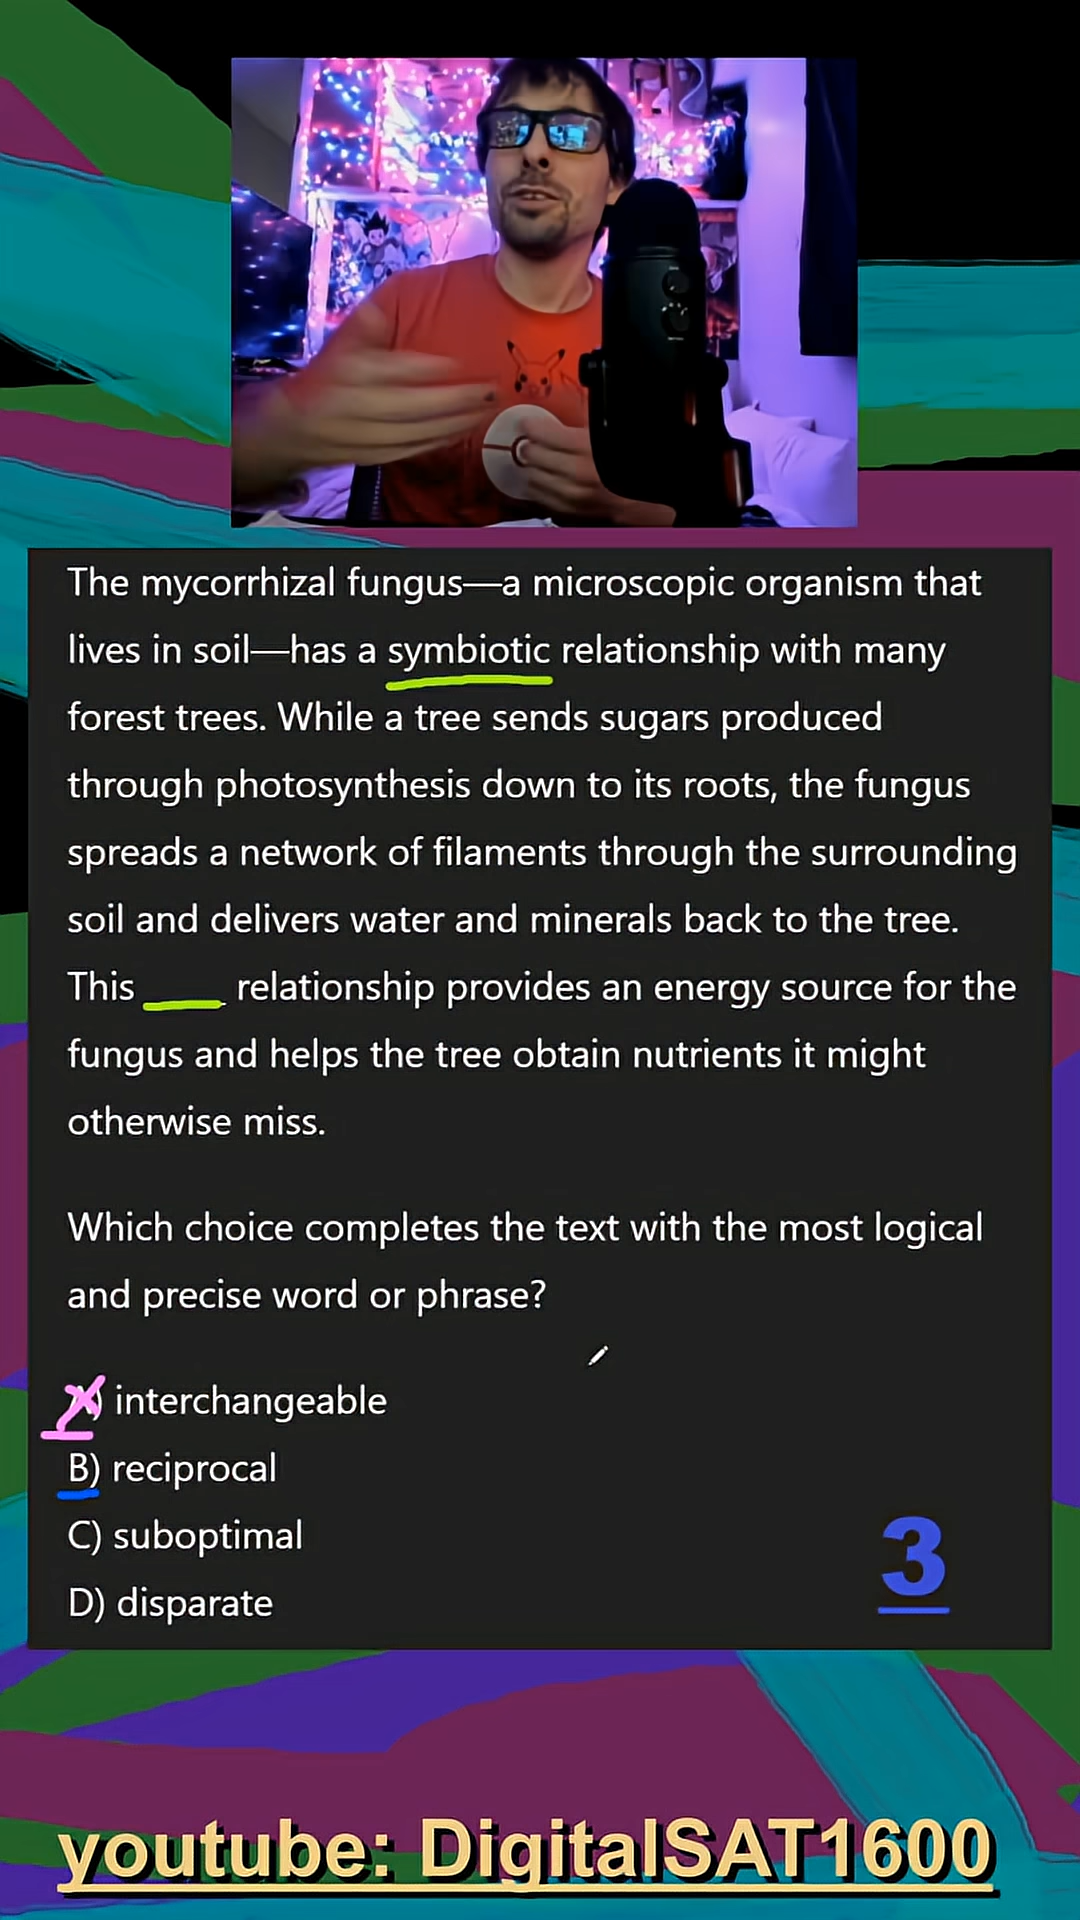 The mycorrhizal fungus—a microscopic organism that
lives in soil—has a symbiotic relationship with many
forest trees. While a tree sends sugars produced
through photosynthesis down to its roots, the fungus
spreads a network of filaments through the surrounding
soil and delivers water and minerals back to the tree.
This ____ relationship provides an energy source for the
fungus and helps the tree obtain nutrients it might
otherwise miss.
Which choice completes the text with the most logical
and precise word or phrase?
A) interchangeable
B) reciprocal
C) suboptimal
D) disparate
3
youtube: DigitalSAT1600